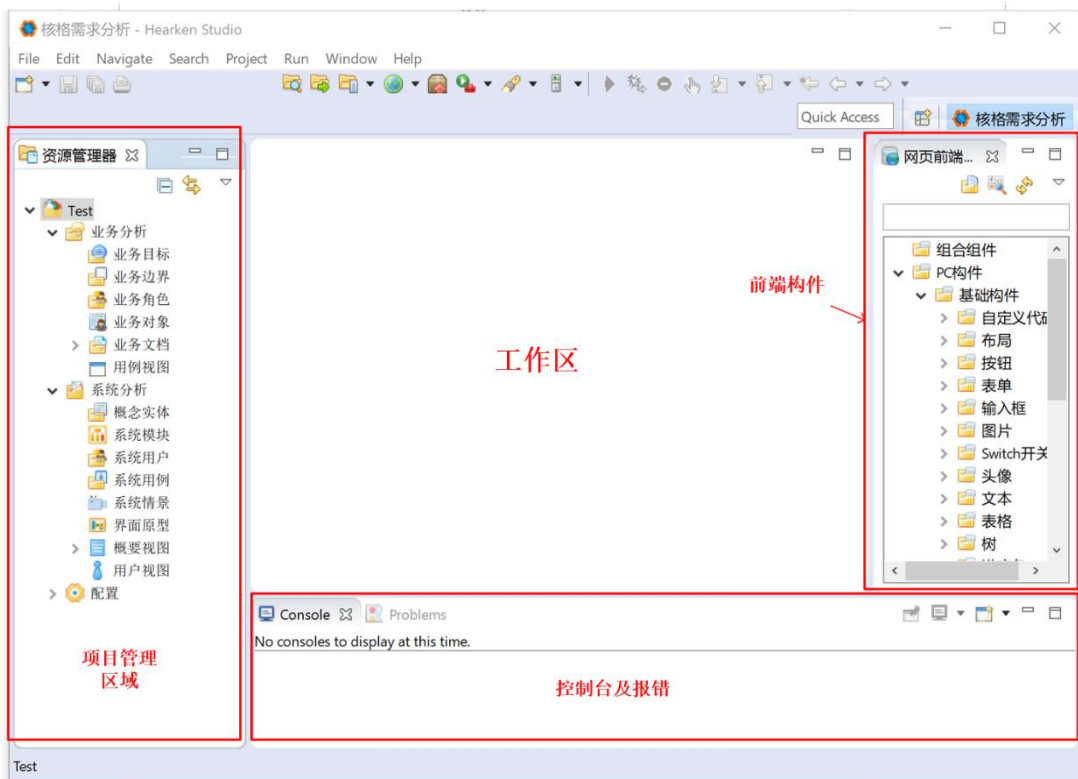 核格需求分析 - Hearken Studio
File Edit Navigate Search Project Run Window Help
Quick Access
核格需求分析
资源管理器
Test
业务分析
业务目标
业务边界
业务角色
业务对象
业务文档
用例视图
系统分析
概念实体
系统模块
系统用户
系统用例
系统情景
界面原型
概要视图
用户视图
配置
项目管理
区域
工作区
前端构件
网页前端...
组合组件
PC构件
基础构件
自定义代码
布局
按钮
表单
输入框
图片
Switch开关
头像
文本
表格
树
Console Problems
No consoles to display at this time.
控制台及报错
Test